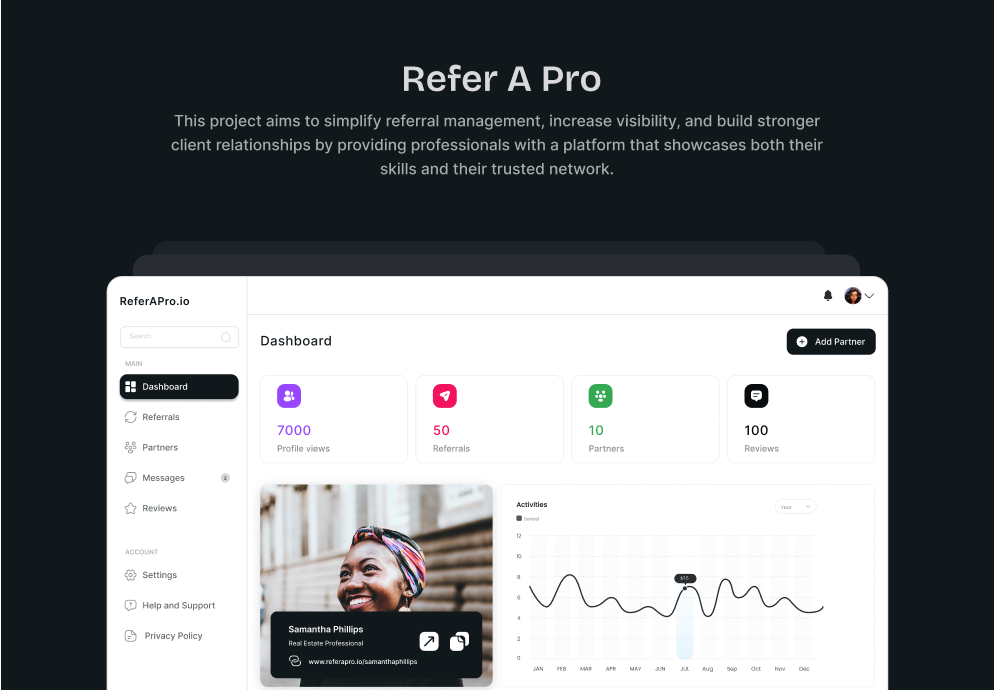 Refer A Pro
This project aims to simplify referral management, increase visibility, and build stronger
client relationships by providing professionals with a platform that showcases both their
skills and their trusted network.
ReferAPro.io
Search
MAIN
Dashboard
Referrals
Partners
Messages
Reviews
ACCOUNT
Settings
Help and Support
Privacy Policy
Dashboard
Add Partner
7000
Profile views
50
Referrals
10
Partners
100
Reviews
Samantha Phillips
Real Estate Professional
www.referapro.io/samanthaphillips
Activities
Year
12
10
8
6
4
2
0
JAN FEB MAR APR MAY JUN JUL Aug Sep Oct Nov Dec